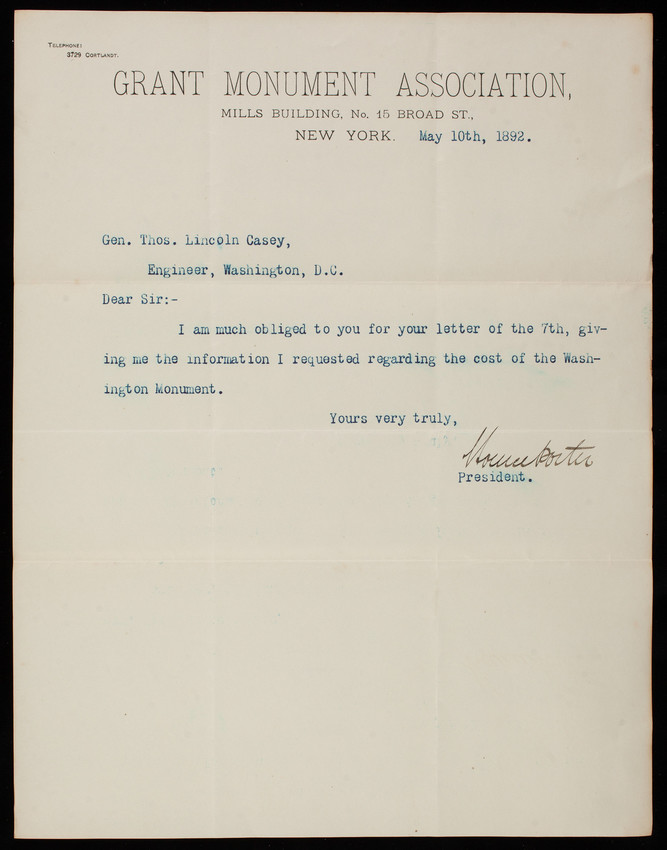 TELEPHONE:
3729 CORTLANDT.
GRANT MONUMENT ASSOCIATION,
MILLS BUILDING, No. 15 BROAD ST.,
NEW YORK. May 10th, 1892.
Gen. Thos. Lincoln Casey,
Engineer, Washington, D.C.
Dear Sir:-
I am much obliged to you for your letter of the 7th, giv-
ing me the information I requested regarding the cost of the Wash-
ington Monument.
Yours very truly,
Horace Porter
President.